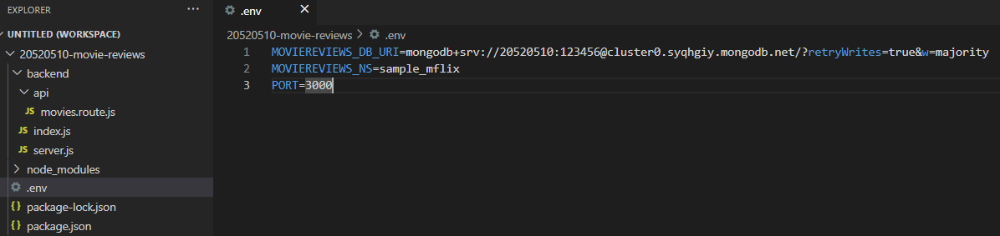 EXPLORER
UNTITLED (WORKSPACE)
20520510-movie-reviews
backend
api
JS movies.route.js
JS index.js
JS server.js
node_modules
.env
{} package-lock.json
{} package.json
.env
20520510-movie-reviews > .env
1 MOVIEREVIEWS_DB_URI=mongodb+srv://20520510:123456@cluster0.syqhgiy.mongodb.net/?retryWrites=true&w=majority
2 MOVIEREVIEWS_NS=sample_mflix
3 PORT=3000